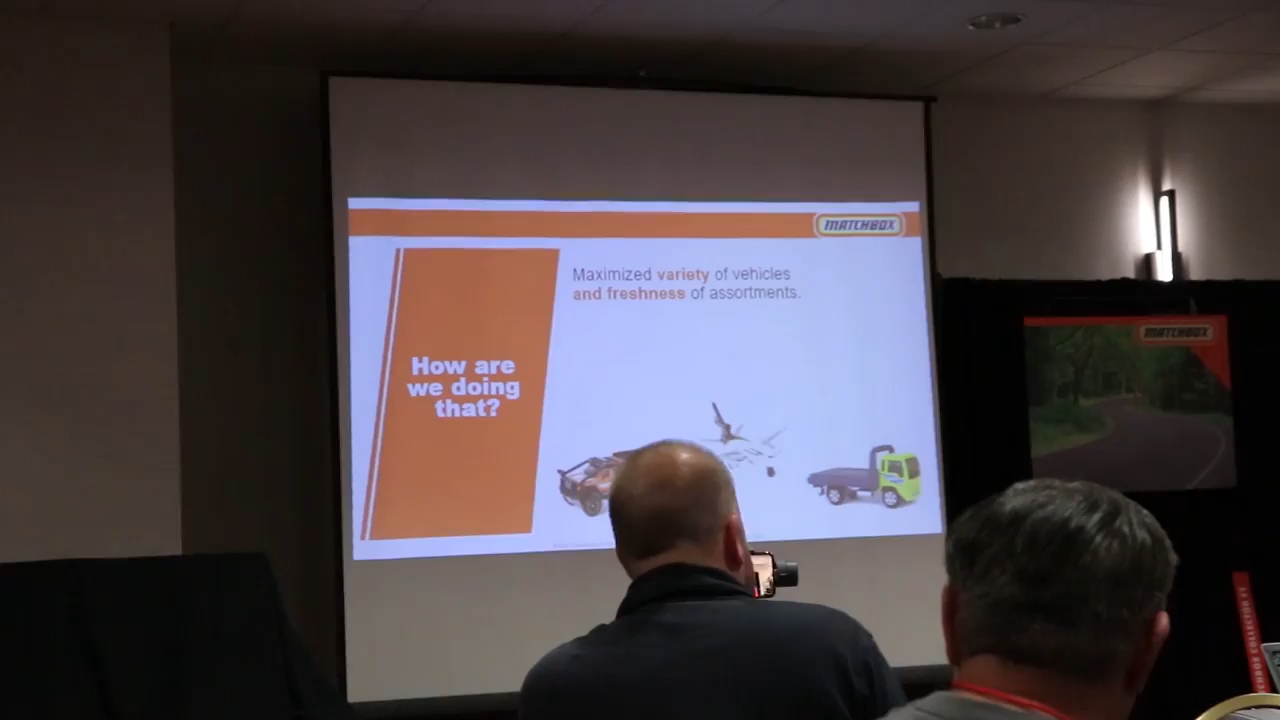 MATCHBOX
Maximized variety of vehicles
and freshness of assortments.
How are
we doing
that?
MATCHBOX